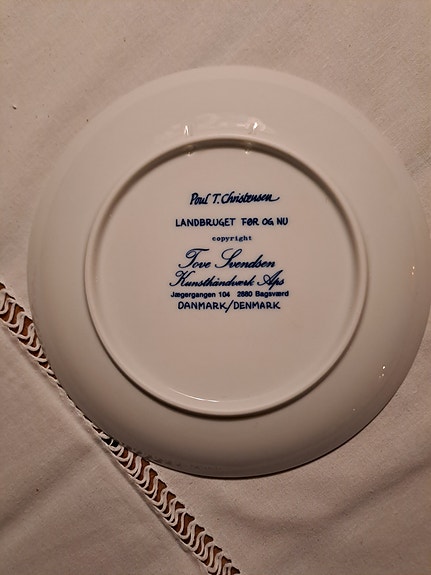 Poul T. Christensen
LANDBRUGET FØR OG NU
copyright
Tove Svendsen
Kunsthåndværk Aps
Jægergangen 104 2880 Bagsværd
DANMARK/DENMARK